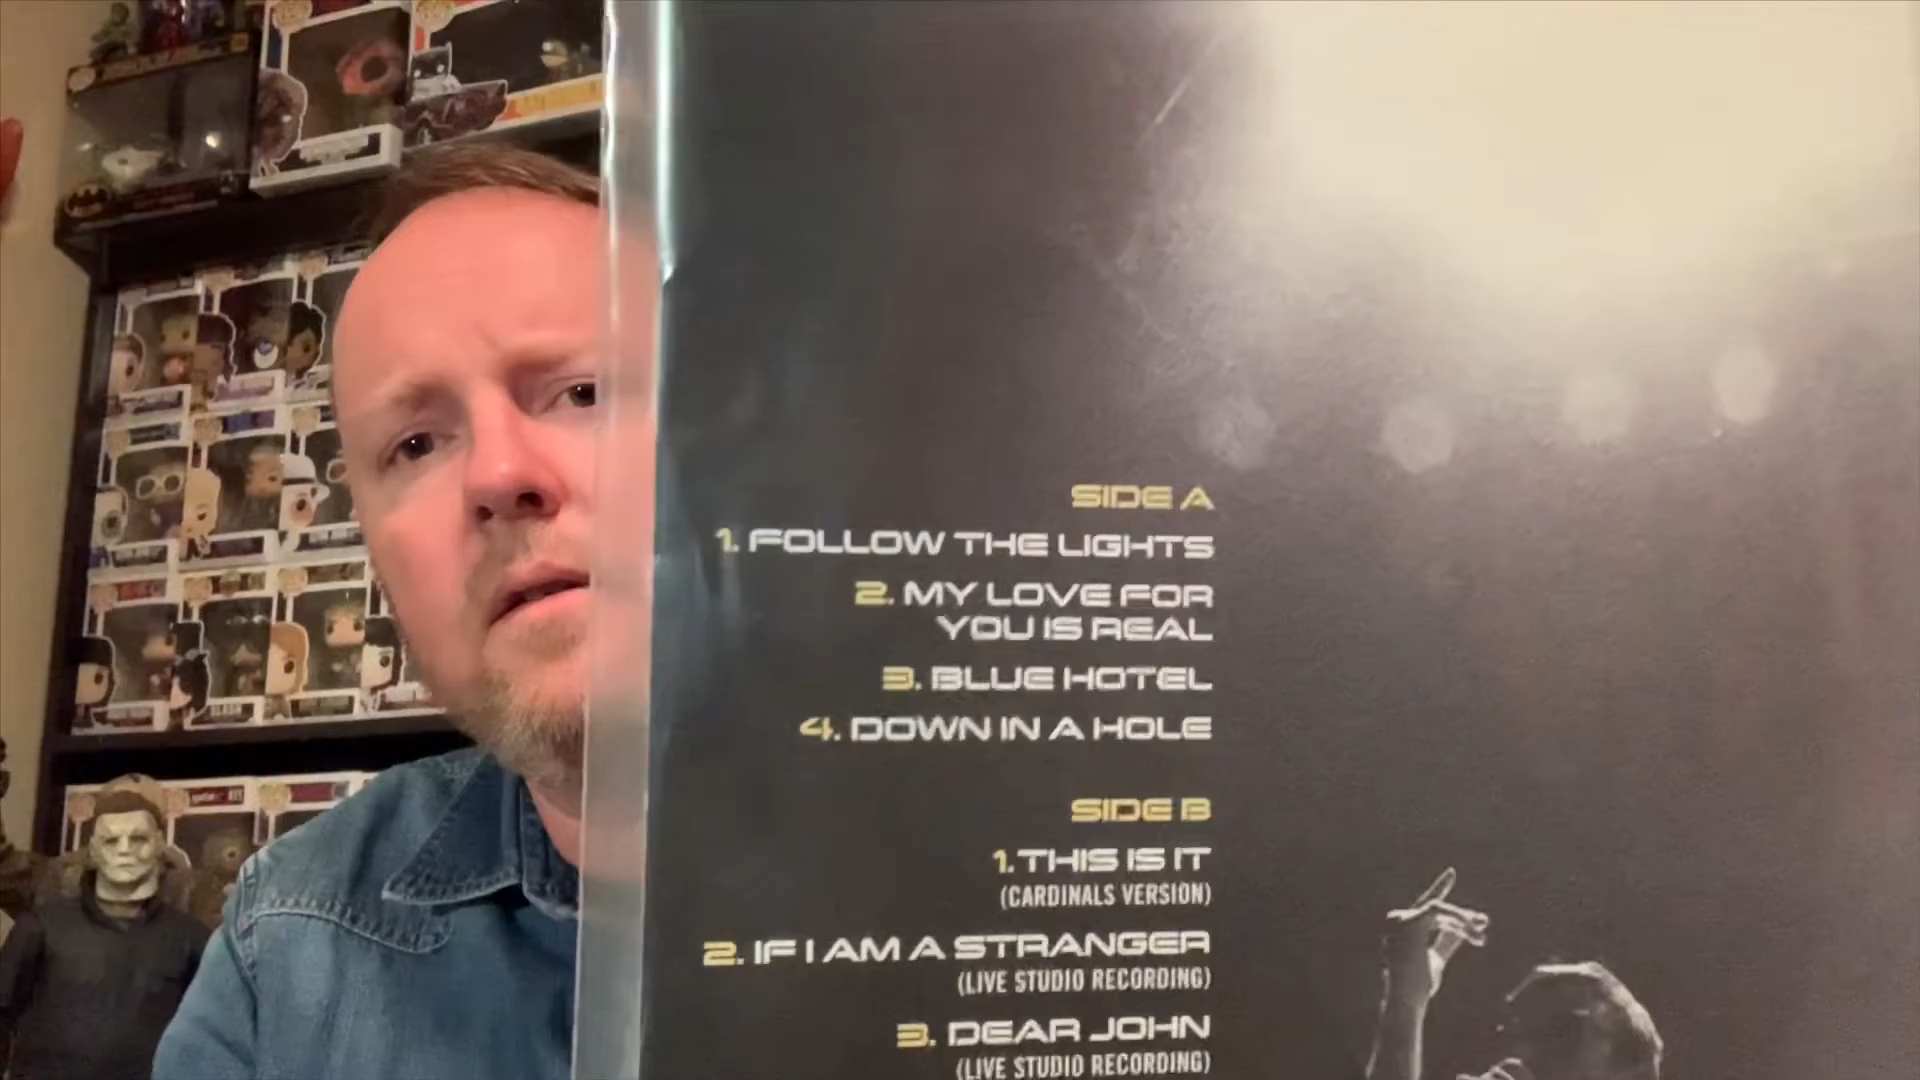 SIDE A
1. FOLLOW THE LIGHTS
2. MY LOVE FOR
YOU IS REAL
3. BLUE HOTEL
4. DOWN IN A HOLE
SIDE B
1. THIS IS IT
(CARDINALS VERSION)
2. IF I AM A STRANGER
(LIVE STUDIO RECORDING)
3. DEAR JOHN
(LIVE STUDIO RECORDING)